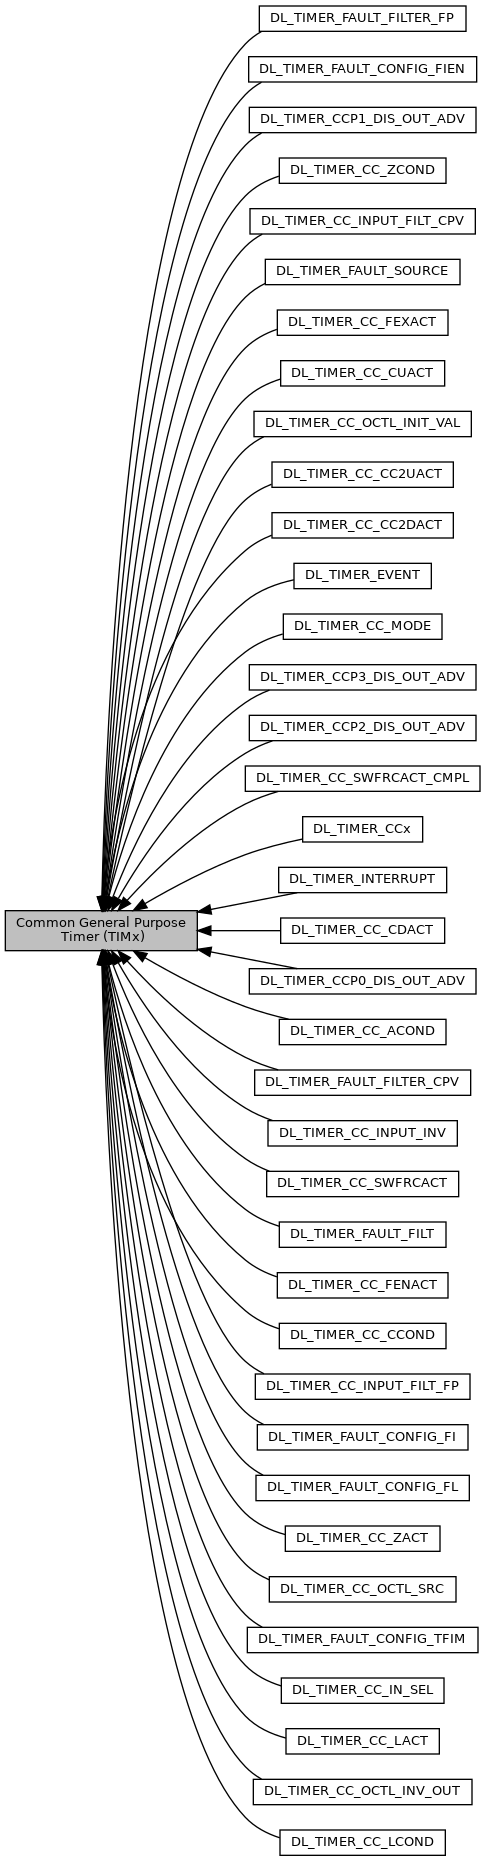 DL_TIMER_FAULT_FILTER_FP
DL_TIMER_FAULT_CONFIG_FIEN
DL_TIMER_CCP1_DIS_OUT_ADV
DL_TIMER_CC_ZCOND
DL_TIMER_CC_INPUT_FILT_CPV
DL_TIMER_FAULT_SOURCE
DL_TIMER_CC_FEXACT
DL_TIMER_CC_CUACT
DL_TIMER_CC_OCTL_INIT_VAL
DL_TIMER_CC_CC2UACT
DL_TIMER_CC_CC2DACT
DL_TIMER_EVENT
DL_TIMER_CC_MODE
DL_TIMER_CCP3_DIS_OUT_ADV
DL_TIMER_CCP2_DIS_OUT_ADV
DL_TIMER_CC_SWFRCACT_CMPL
DL_TIMER_CCx
DL_TIMER_INTERRUPT
Common General Purpose
Timer (TIMx)
DL_TIMER_CC_CDACT
DL_TIMER_CCP0_DIS_OUT_ADV
DL_TIMER_CC_ACOND
DL_TIMER_FAULT_FILTER_CPV
DL_TIMER_CC_INPUT_INV
DL_TIMER_CC_SWFRCACT
DL_TIMER_FAULT_FILT
DL_TIMER_CC_FENACT
DL_TIMER_CC_CCOND
DL_TIMER_CC_INPUT_FILT_FP
DL_TIMER_FAULT_CONFIG_FI
DL_TIMER_FAULT_CONFIG_FL
DL_TIMER_CC_ZACT
DL_TIMER_CC_OCTL_SRC
DL_TIMER_FAULT_CONFIG_TFIM
DL_TIMER_CC_IN_SEL
DL_TIMER_CC_LACT
DL_TIMER_CC_OCTL_INV_OUT
DL_TIMER_CC_LCOND